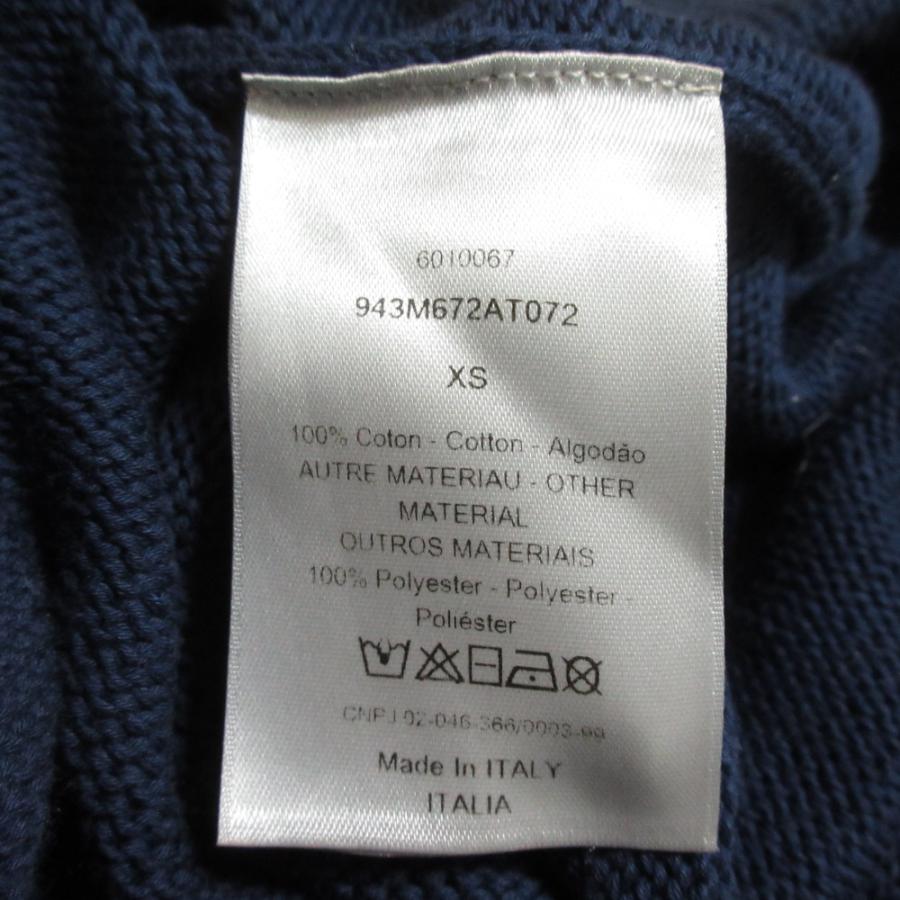 6010067
943M672AT072
XS
100% Coton - Cotton - Algodão
AUTRE MATERIAU - OTHER
MATERIAL
OUTROS MATERIAIS
100% Polyester - Polyester -
Poliéster
CNPJ 02-046-366/0003-99
Made In ITALY
ITALIA